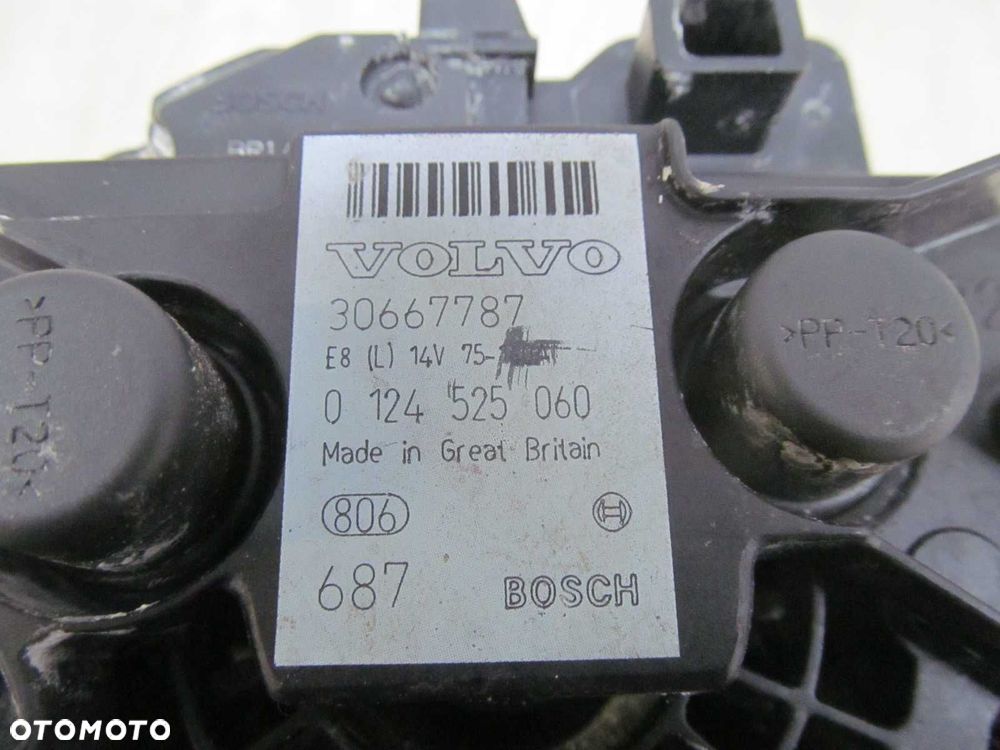 BOSCH
VOLVO
30667787
E8 (L) 14V 75-
0 124 525 060
Made in Great Britain
806
687 BOSCH
>PP-T20<
>PP-T20<
OTOMOTO